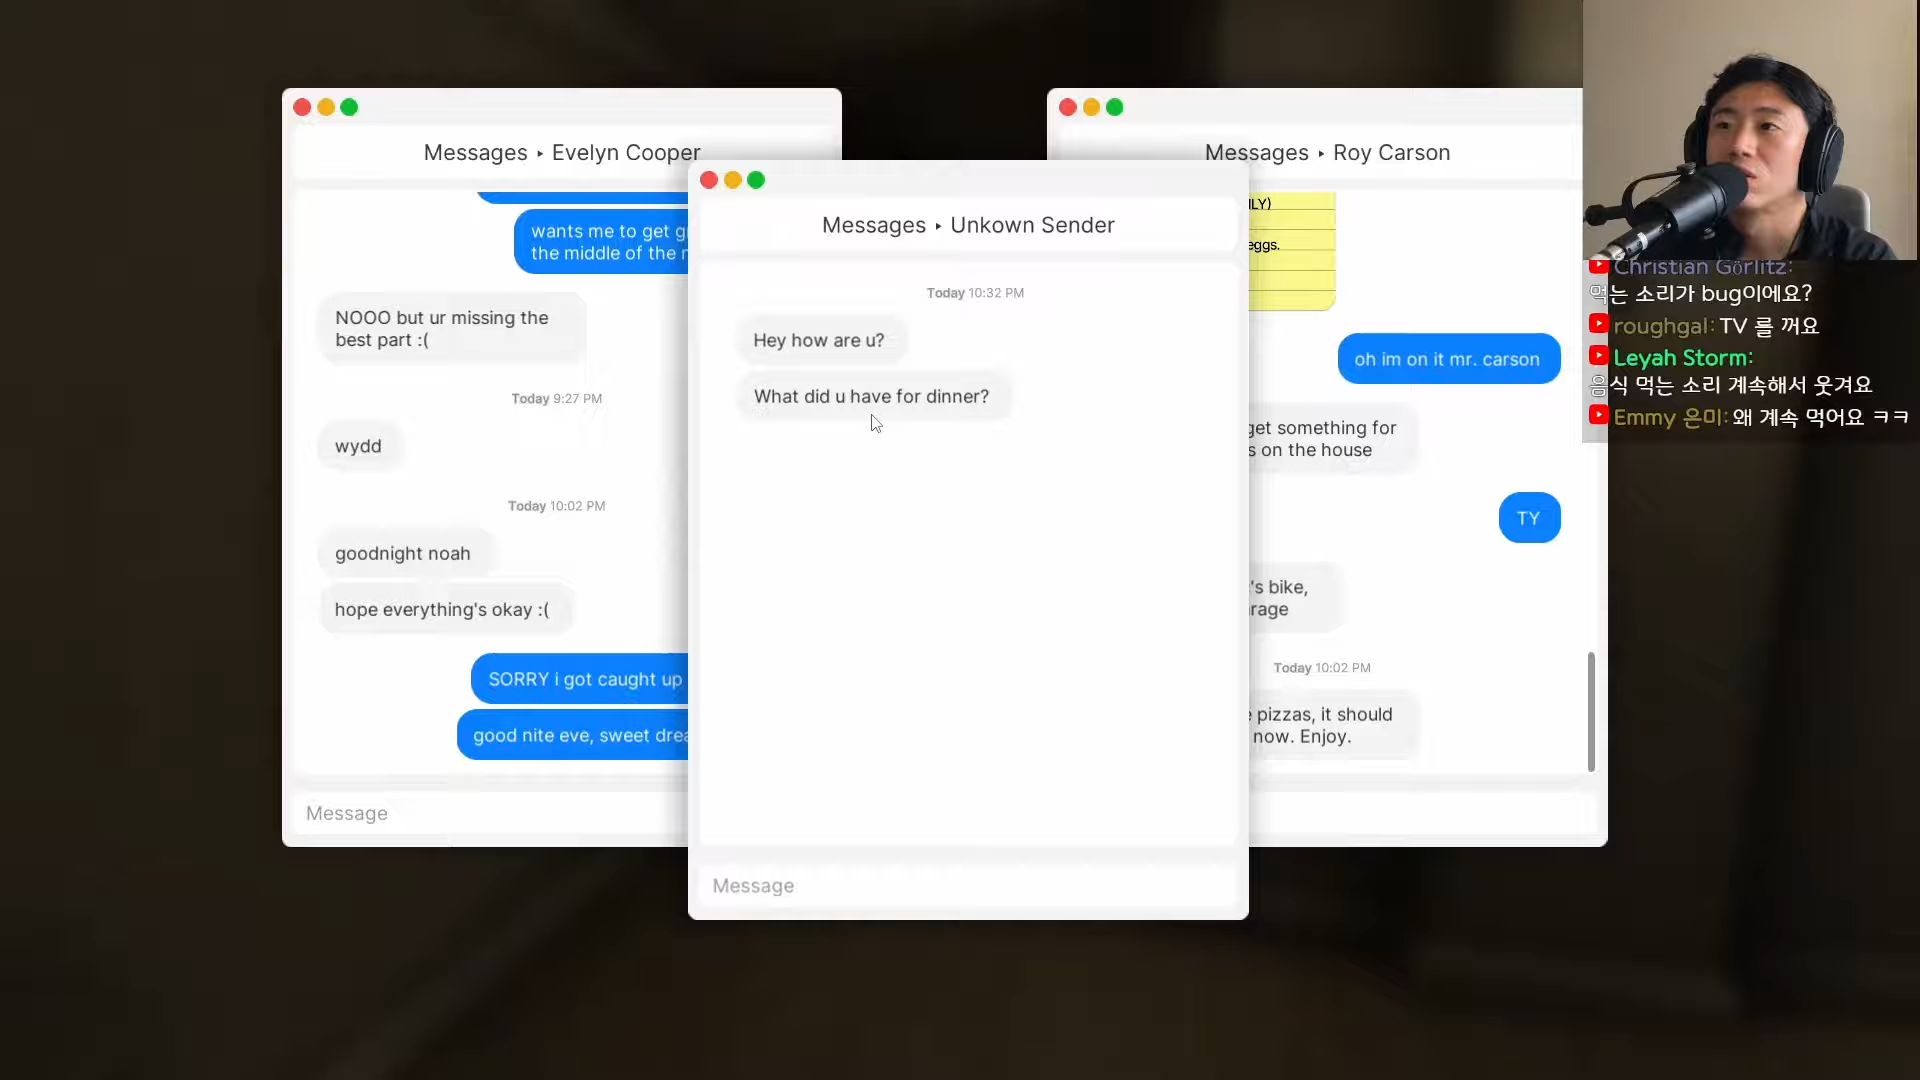 Messages ‣ Evelyn Cooper
wants me to get
the middle of the
NOOO but ur missing the
best part :(
Today 9:27 PM
wydd
Today 10:02 PM
goodnight noah
hope everything's okay :(
SORRY i got caught up
good nite eve, sweet
Message
Messages ‣ Unkown Sender
Today 10:32 PM
Hey how are u?
What did u have for dinner?
Message
Messages ‣ Roy Carson
eggs.
oh im on it mr. carson
get something for
on the house
TY
bike,
Today 10:02 PM
pizzas, it should
now. Enjoy.
Christian Görlitz:
먹는 소리가 bug이에요?
roughgal: TV 를 꺼요
Leyah Storm:
음식 먹는 소리 계속해서 웃겨요
Emmy 은미: 왜 계속 먹어요 ㅋㅋ